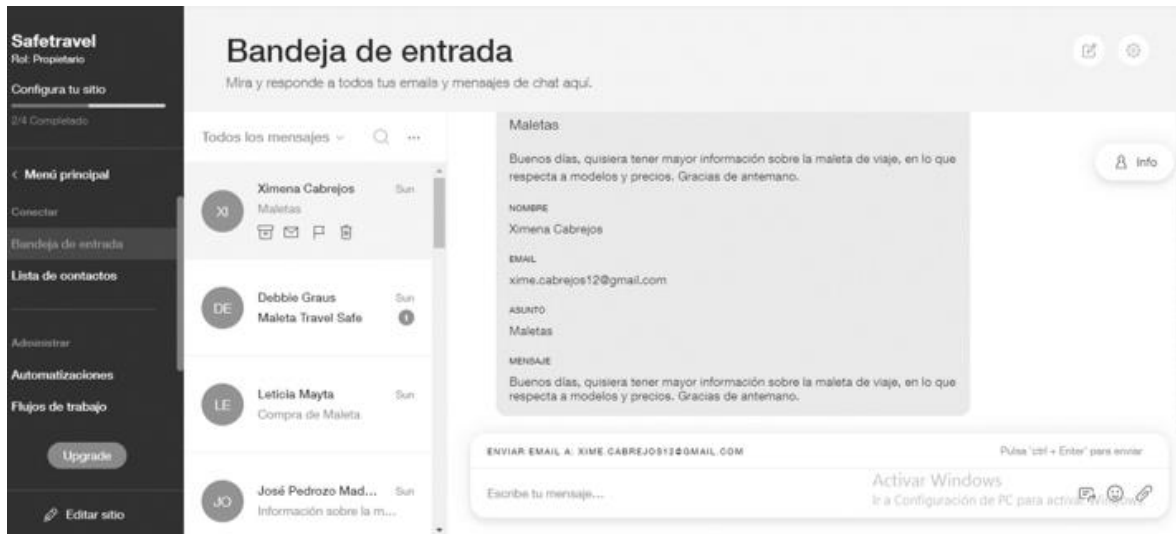 Safetravel
Rol: Propietario
Configura tu sitio
2/4 Completado
Menú principal
Conectar
Bandeja de entrada
Lista de contactos
Administrar
Automatizaciones
Flujos de trabajo
Upgrade
Editar sitio
Bandeja de entrada
Mira y responde a todos tus emails y mensajes de chat aquí.
Todos los mensajes
XI
Ximena Cabrejos Sun
Maletas
DE
Debbie Graus Sun
Maleta Travel Safe 1
LE
Leticia Mayta Sun
Compra de Maleta
JO
José Pedrozo Mad... Sun
Información sobre la m...
Maletas
Buenos días, quisiera tener mayor información sobre la maleta de viaje, en lo que
respecta a modelos y precios. Gracias de antemano.
NOMBRE
Ximena Cabrejos
EMAIL
xime.cabrejos12@gmail.com
ASUNTO
Maletas
MENSAJE
Buenos días, quisiera tener mayor información sobre la maleta de viaje, en lo que
respecta a modelos y precios. Gracias de antemano.
Info
ENVIAR EMAIL A: XIME.CABREJOS12@GMAIL.COM Pulsa 'ctrl + Enter' para enviar
Escribe tu mensaje...
Activar Windows
Ir a Configuración de PC para activar Windows.